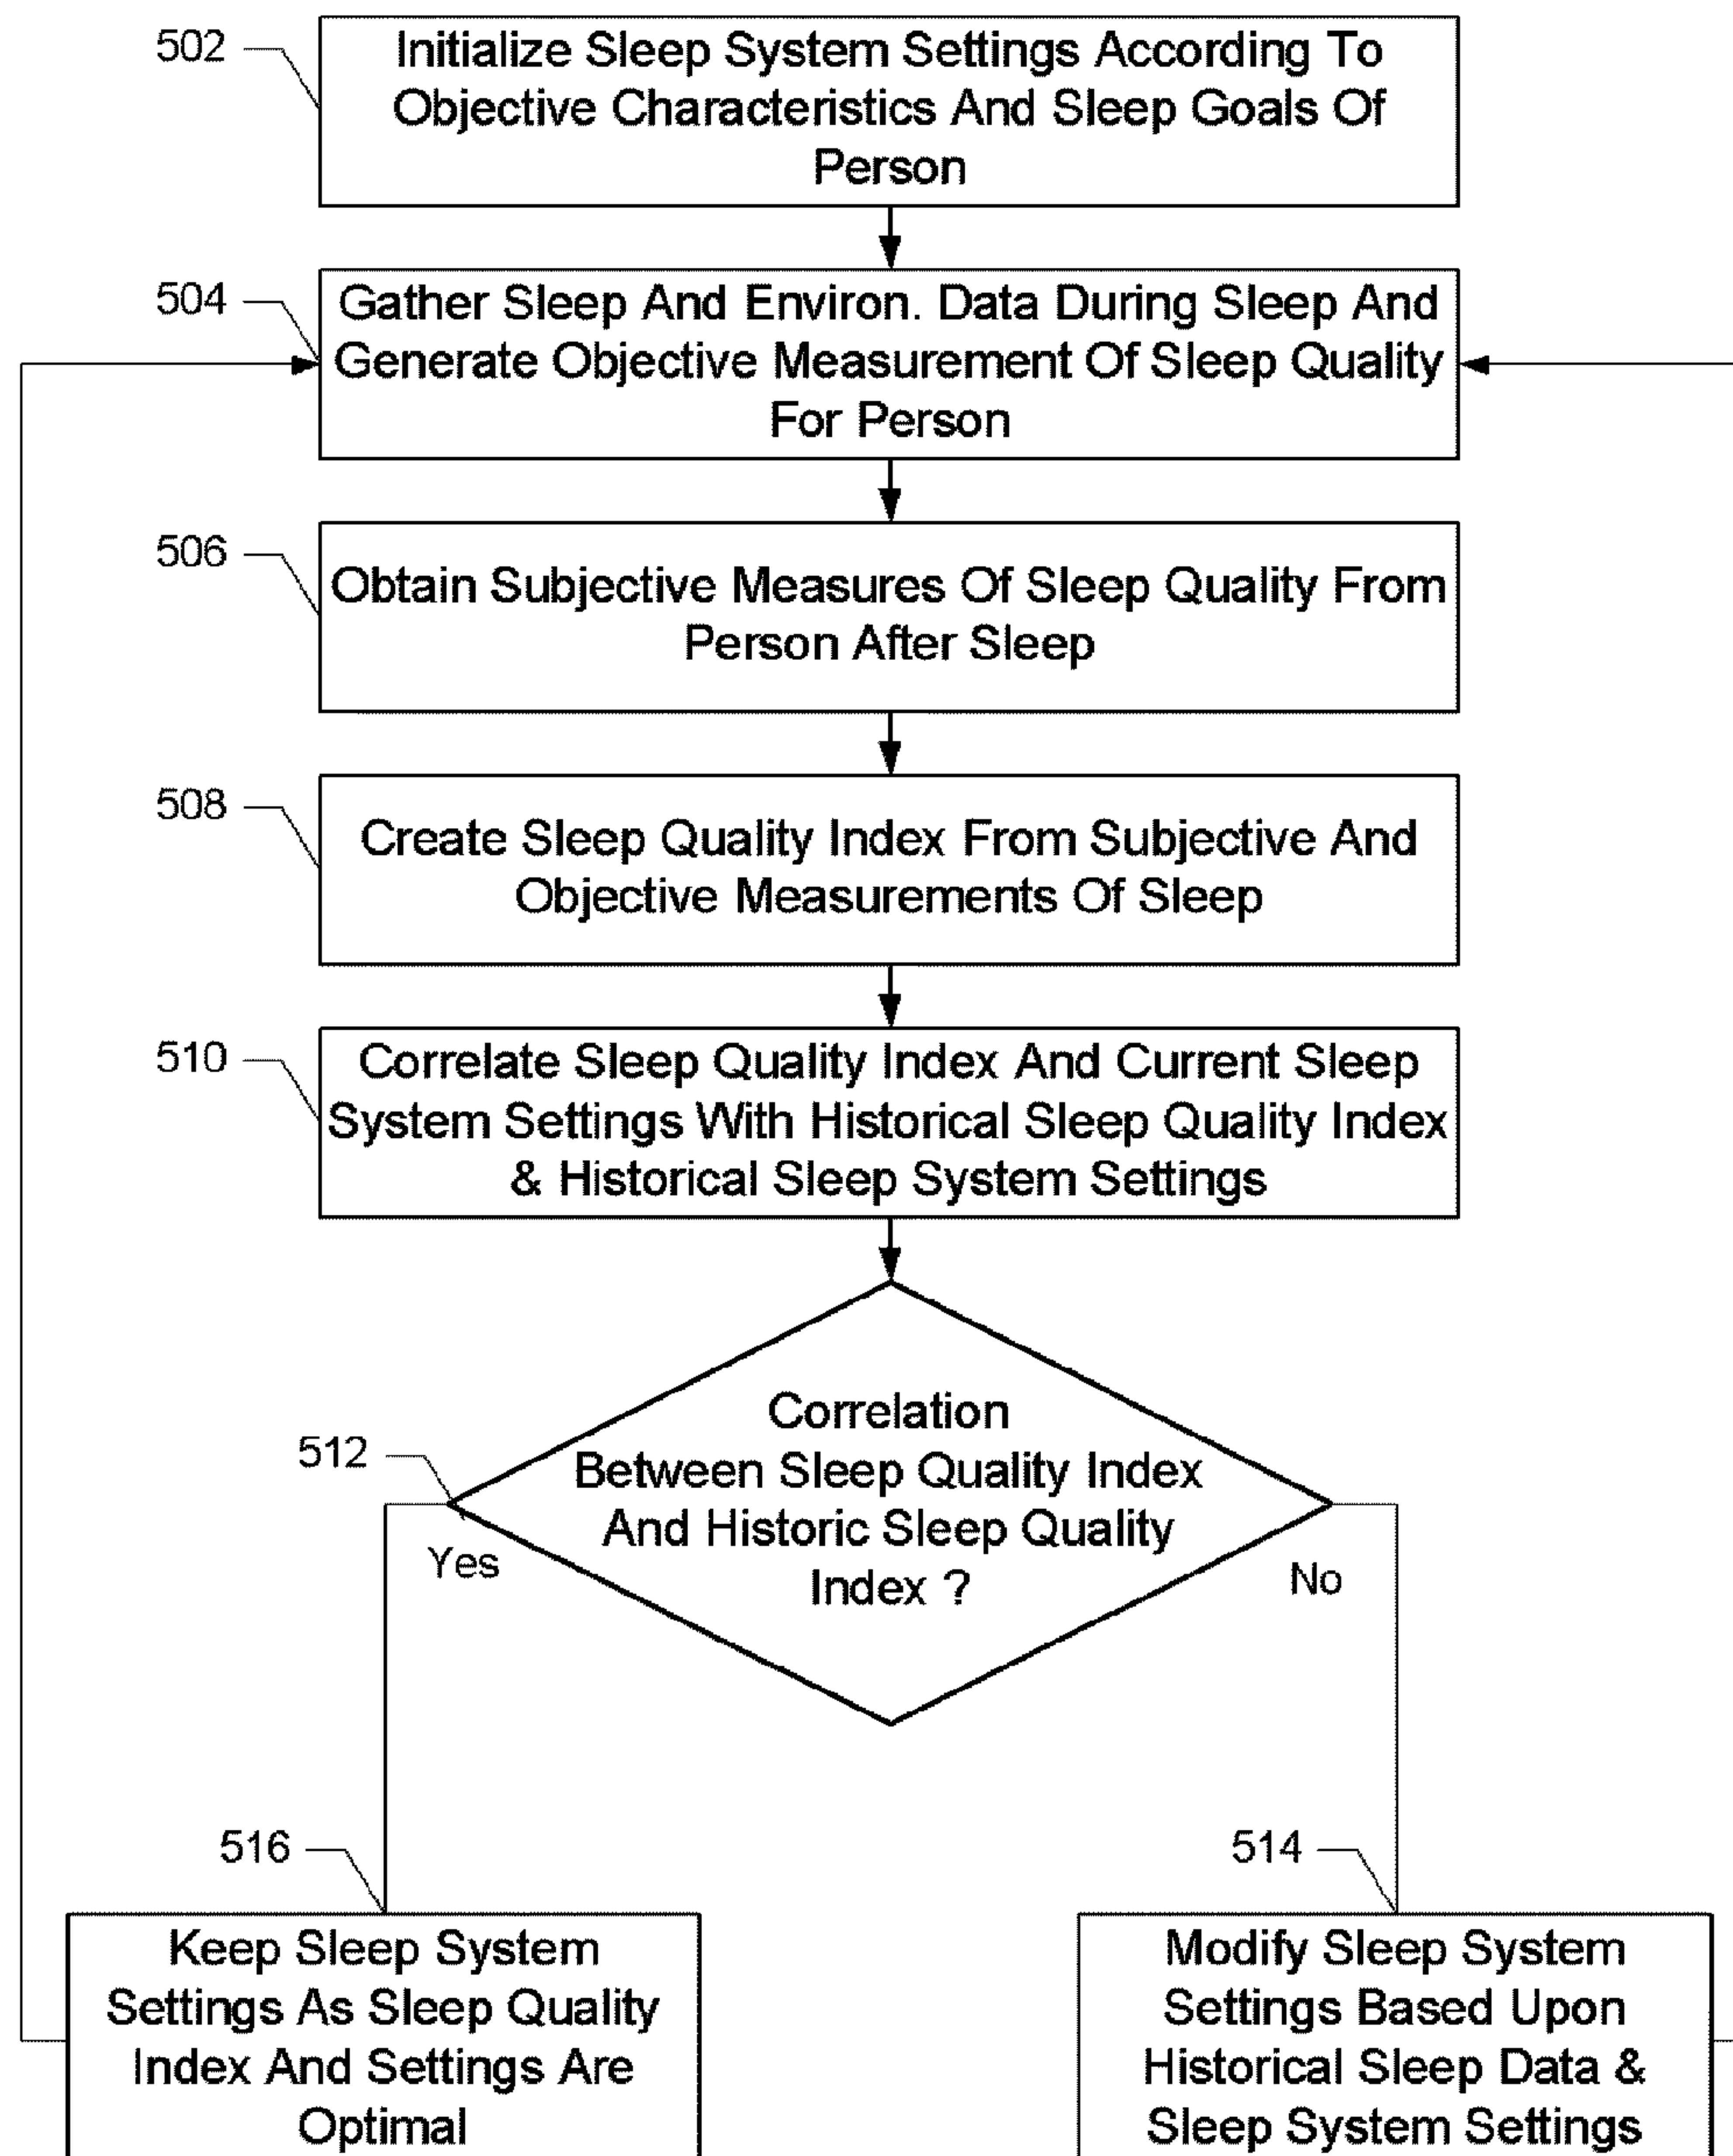 502
Initialize Sleep System Settings According To
Objective Characteristics And Sleep Goals Of
Person
504
Gather Sleep And Environ. Data During Sleep And
Generate Objective Measurement Of Sleep Quality
For Person
506
Obtain Subjective Measures Of Sleep Quality From
Person After Sleep
508
Create Sleep Quality Index From Subjective And
Objective Measurements Of Sleep
510
Correlate Sleep Quality Index And Current Sleep
System Settings With Historical Sleep Quality Index
& Historical Sleep System Settings
512
Correlation
Between Sleep Quality Index
And Historic Sleep Quality
Index ?
Yes
No
516
Keep Sleep System
Settings As Sleep Quality
Index And Settings Are
Optimal
514
Modify Sleep System
Settings Based Upon
Historical Sleep Data &
Sleep System Settings